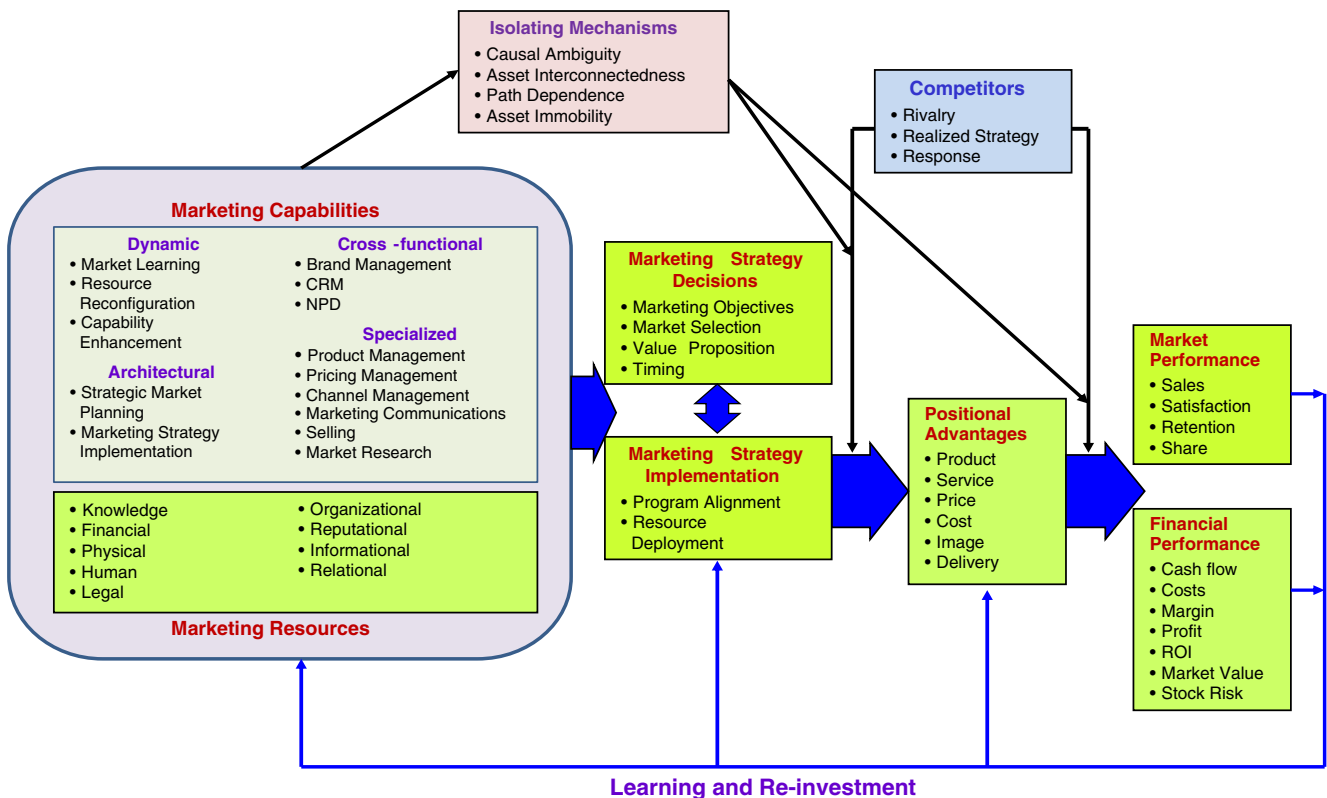 Isolating Mechanisms
• Causal Ambiguity
• Asset Interconnectedness
• Path Dependence
• Asset Immobility
Competitors
• Rivalry
• Realized Strategy
• Response
Marketing Capabilities
Dynamic
• Market Learning
• Resource
Reconfiguration
• Capability
Enhancement
Architectural
• Strategic Market
Planning
• Marketing Strategy
Implementation
Cross -functional
• Brand Management
• CRM
• NPD
Specialized
• Product Management
• Pricing Management
• Channel Management
• Marketing Communications
• Selling
• Market Research
• Knowledge
• Financial
• Physical
• Human
• Legal
• Organizational
• Reputational
• Informational
• Relational
Marketing Resources
Marketing Strategy
Decisions
• Marketing Objectives
• Market Selection
• Value Proposition
• Timing
Marketing Strategy
Implementation
• Program Alignment
• Resource
Deployment
Positional
Advantages
• Product
• Service
• Price
• Cost
• Image
• Delivery
Market
Performance
• Sales
• Satisfaction
• Retention
• Share
Financial
Performance
• Cash flow
• Costs
• Margin
• Profit
• ROI
• Market Value
• Stock Risk
Learning and Re-investment